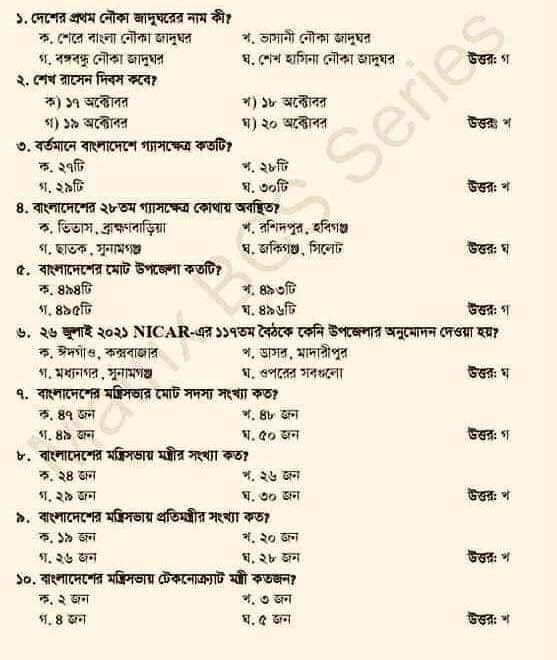 ১. দেশের প্রথম নৌকা জাদুঘরের নাম কী?
ক. শেরে বাংলা নৌকা জাদুঘর খ. ভাসানী নৌকা জাদুঘর
গ. বঙ্গবন্ধু নৌকা জাদুঘর ঘ. শেখ হাসিনা নৌকা জাদুঘর উত্তর: গ
২. শেখ রাসেন দিবস কবে?
ক) ১৭ অক্টোবর খ) ১৮ অক্টোবর
গ) ১৯ অক্টোবর ঘ) ২০ অক্টোবর উত্তর: খ
৩. বর্তমানে বাংলাদেশে গ্যাসক্ষেত্র কতটি?
ক. ২৭টি খ. ২৮টি
গ. ২৯টি ঘ. ৩০টি উত্তর: খ
৪. বাংলাদেশের ২৮তম গ্যাসক্ষেত্র কোথায় অবস্থিত?
ক. তিতাস, ব্রাহ্মণবাড়িয়া খ. রশিদপুর, হবিগঞ্জ
গ. ছাতক, সুনামগঞ্জ ঘ. জকিগঞ্জ, সিলেট উত্তর: ঘ
৫. বাংলাদেশের মোট উপজেলা কতটি?
ক. ৪৯৪টি খ. ৪৯৩টি
গ. ৪৯৫টি ঘ. ৪৯৬টি উত্তর: গ
৬. ২৬ জুলাই ২০২১ NICAR-এর ১১৭তম বৈঠকে কেনি উপজেলার অনুমোদন দেওয়া হয়?
ক. ঈদগাঁও, কক্সবাজার খ. ডাসর, মাদারীপুর
গ. মধ্যনগর, সুনামগঞ্জ ঘ. ওপরের সবগুলো উত্তর: ঘ
৭. বাংলাদেশের মন্ত্রিসভার মোট সদস্য সংখ্যা কত?
ক. ৪৭ জন খ. ৪৮ জন
গ. ৪৯ জন ঘ. ৫০ জন উত্তর: গ
৮. বাংলাদেশের মন্ত্রিসভায় মন্ত্রীর সংখ্যা কত?
ক. ২৪ জন খ. ২৬ জন
গ. ২৯ জন ঘ. ৩০ জন উত্তর: খ
৯. বাংলাদেশের মন্ত্রিসভায় প্রতিমন্ত্রীর সংখ্যা কত?
ক. ১৯ জন খ. ২০ জন
গ. ২৬ জন ঘ. ২৮ জন উত্তর: খ
১০. বাংলাদেশের মন্ত্রিসভায় টেকনোক্র্যাট মন্ত্রী কতজন?
ক. ২ জন খ. ৩ জন
গ. ৪ জন ঘ. ৫ জন উত্তর: খ
Matrix BCS Series